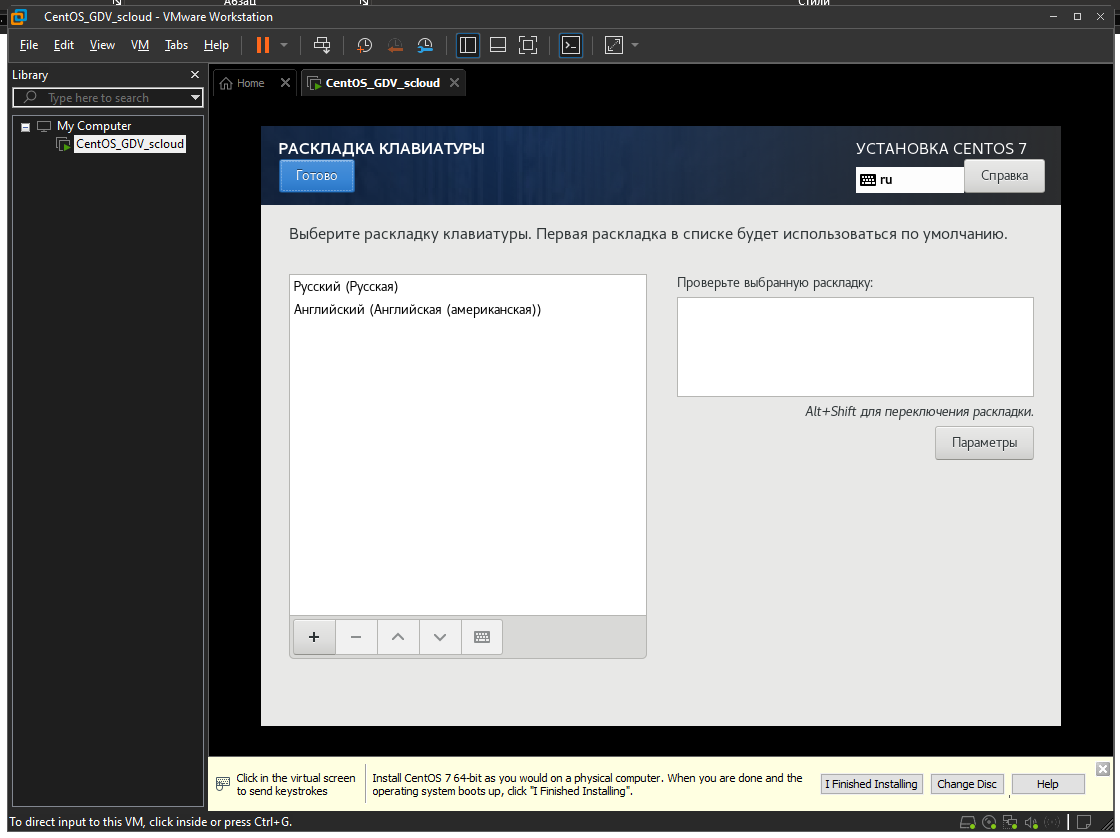 Абзац
Стили
CentOS_GDV_scloud - VMware Workstation
File Edit View VM Tabs Help
Library
Type here to search
My Computer
CentOS_GDV_scloud
Home
CentOS_GDV_scloud
РАСКЛАДКА КЛАВИАТУРЫ
УСТАНОВКА CENTOS 7
Готово
ru
Справка
Выберите раскладку клавиатуры. Первая раскладка в списке будет использоваться по умолчанию.
Русский (Русская)
Английский (Английская (американская))
Проверьте выбранную раскладку:
Alt+Shift для переключения раскладки.
Параметры
Click in the virtual screen
to send keystrokes
Install CentOS 7 64-bit as you would on a physical computer. When you are done and the
operating system boots up, click "I Finished Installing".
I Finished Installing
Change Disc
Help
To direct input to this VM, click inside or press Ctrl+G.